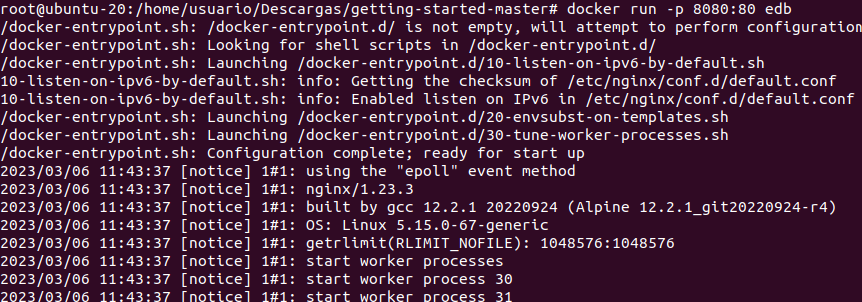 root@ubuntu-20:/home/usuario/Descargas/getting-started-master# docker run -p 8080:80 edb
/docker-entrypoint.sh: /docker-entrypoint.d/ is not empty, will attempt to perform configuration
/docker-entrypoint.sh: Looking for shell scripts in /docker-entrypoint.d/
/docker-entrypoint.sh: Launching /docker-entrypoint.d/10-listen-on-ipv6-by-default.sh
10-listen-on-ipv6-by-default.sh: info: Getting the checksum of /etc/nginx/conf.d/default.conf
10-listen-on-ipv6-by-default.sh: info: Enabled listen on IPv6 in /etc/nginx/conf.d/default.conf
/docker-entrypoint.sh: Launching /docker-entrypoint.d/20-envsubst-on-templates.sh
/docker-entrypoint.sh: Launching /docker-entrypoint.d/30-tune-worker-processes.sh
/docker-entrypoint.sh: Configuration complete; ready for start up
2023/03/06 11:43:37 [notice] 1#1: using the "epoll" event method
2023/03/06 11:43:37 [notice] 1#1: nginx/1.23.3
2023/03/06 11:43:37 [notice] 1#1: built by gcc 12.2.1 20220924 (Alpine 12.2.1_git20220924-r4)
2023/03/06 11:43:37 [notice] 1#1: OS: Linux 5.15.0-67-generic
2023/03/06 11:43:37 [notice] 1#1: getrlimit(RLIMIT_NOFILE): 1048576:1048576
2023/03/06 11:43:37 [notice] 1#1: start worker processes
2023/03/06 11:43:37 [notice] 1#1: start worker process 30
2023/03/06 11:43:37 [notice] 1#1: start worker process 31